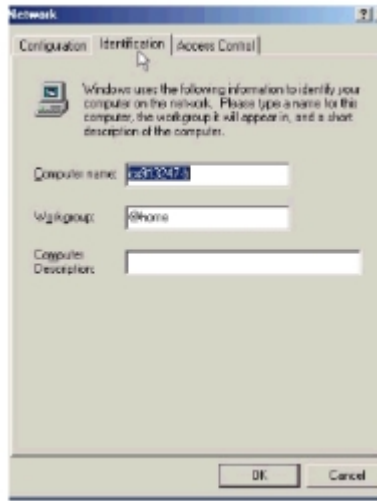 Network
Configuration Identification Access Control
Windows uses the following information to identify your
computer on the network. Please type a name for this
computer, the workgroup it will appear in, and a short
description of the computer.
Computer name:
Workgroup: @home
Computer
Description:
OK Cancel